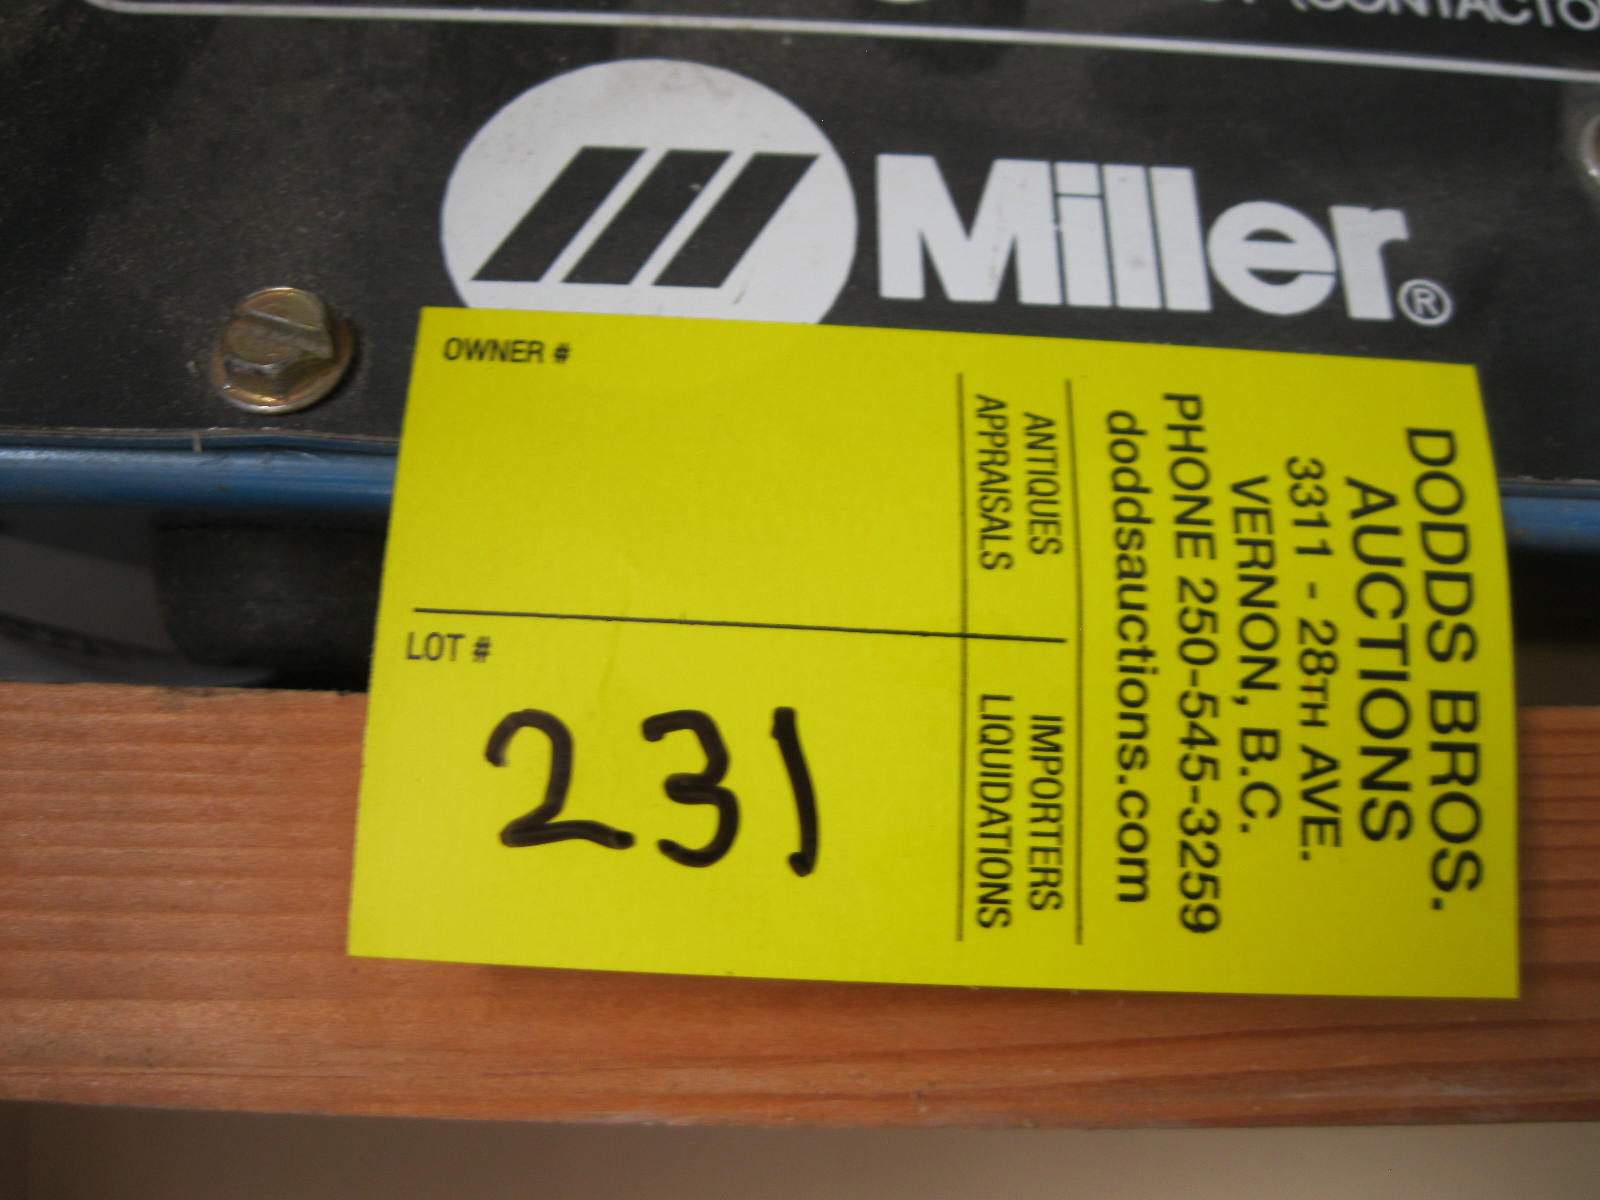 Miller®
OWNER #
LOT #
231
DODDS BROS.
AUCTIONS
3311 - 28TH AVE.
VERNON, B.C.
PHONE 250-545-3259
doddsauctions.com
ANTIQUES
APPRAISALS
IMPORTERS
LIQUIDATIONS